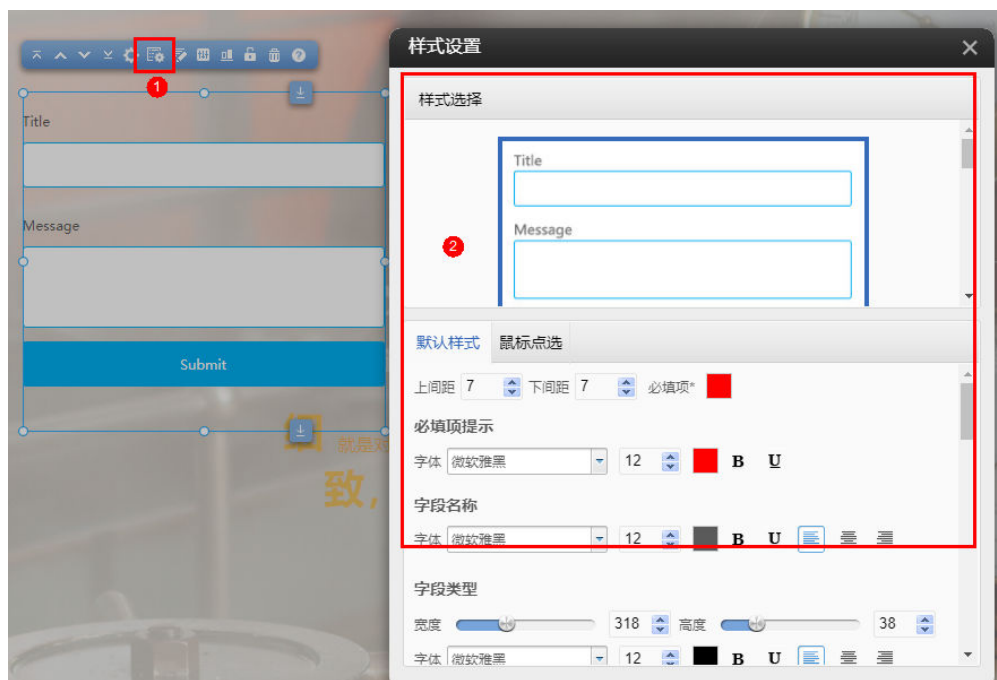 样式设置
1
样式选择
Title
Title
Message
Message
2
默认样式 鼠标点选
Submit
上间距 7 下间距 7 必填项*
必填项提示
就是对
字体 微软雅黑 12 B U
致，
字段名称
字体 微软雅黑 12 B U
字段类型
宽度 318 高度 38
字体 微软雅黑 12 B U